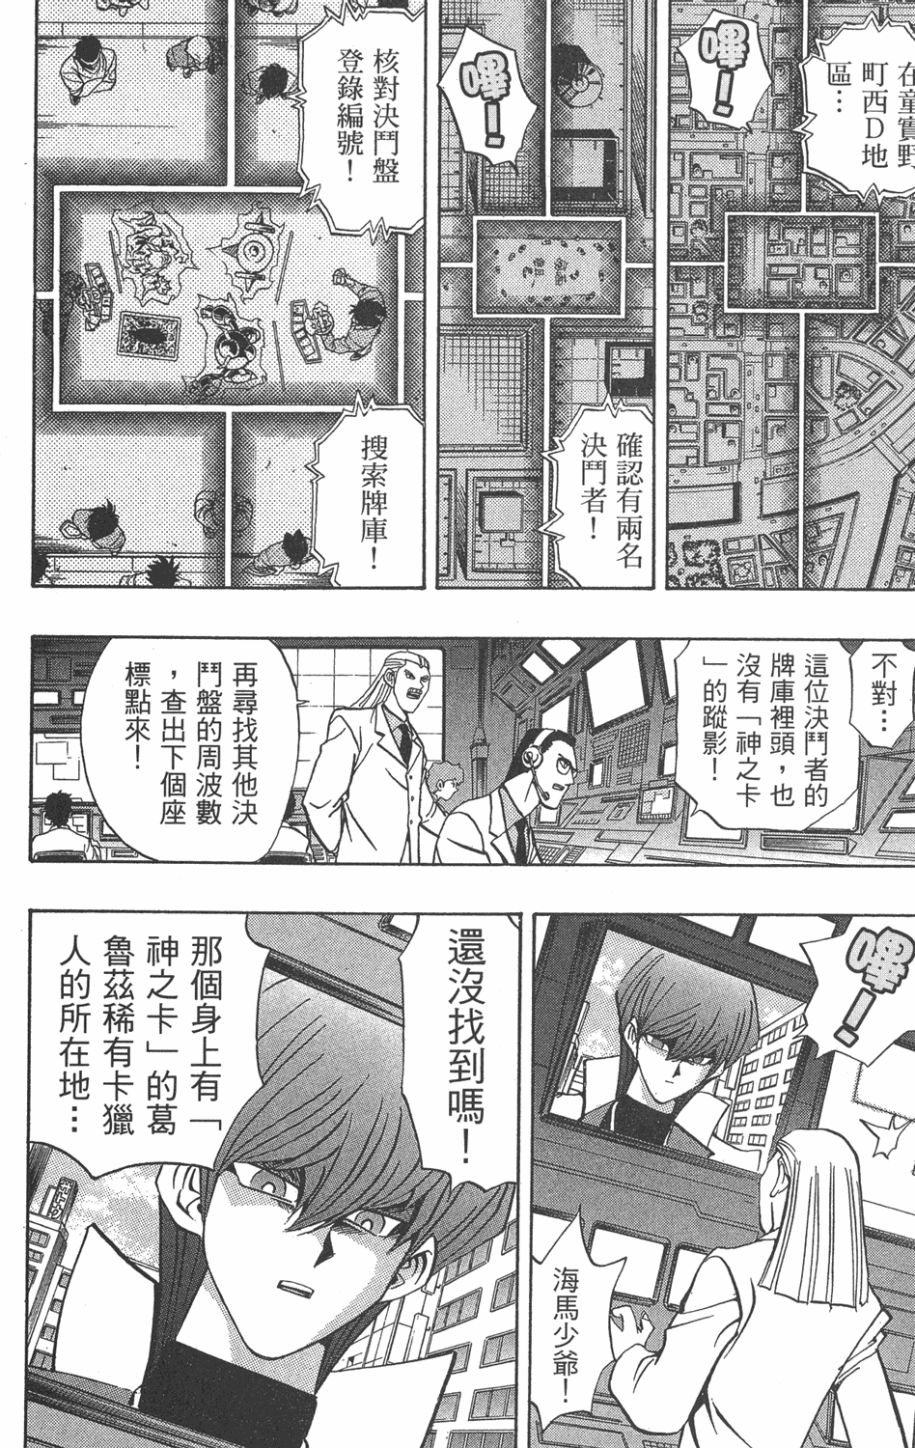 在童實野
町西D地
區…
嗶！
確認有兩名
決鬥者！
嗶！
核對決鬥盤
登錄編號！
搜索牌庫！
不對…
這位決鬥者的
牌庫裡頭，也
沒有「神之卡
」的蹤影！
再尋找其他決
鬥盤的周波數
，查出下個座
標點來！
嗶！
海馬少爺！
還沒找到嗎！
那個身上有「
神之卡」的葛
魯茲稀有卡獵
人的所在地…